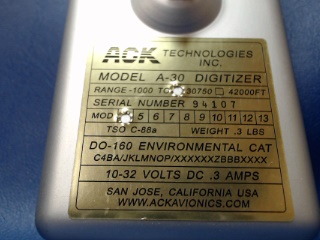 ACK TECHNOLOGIES INC.
MODEL A-30 DIGITIZER
RANGE -1000 TO 30750 42000FT
SERIAL NUMBER 94107
MOD 5 6 7 8 9 10 11 12 13
TSO C-88a WEIGHT .3 LBS
DO-160 ENVIRONMENTAL CAT
C4BA/JKLMNOP/XXXXXXZBBBXXXX
10-32 VOLTS DC .3 AMPS
SAN JOSE, CALIFORNIA USA
WWW.ACKAVIONICS.COM